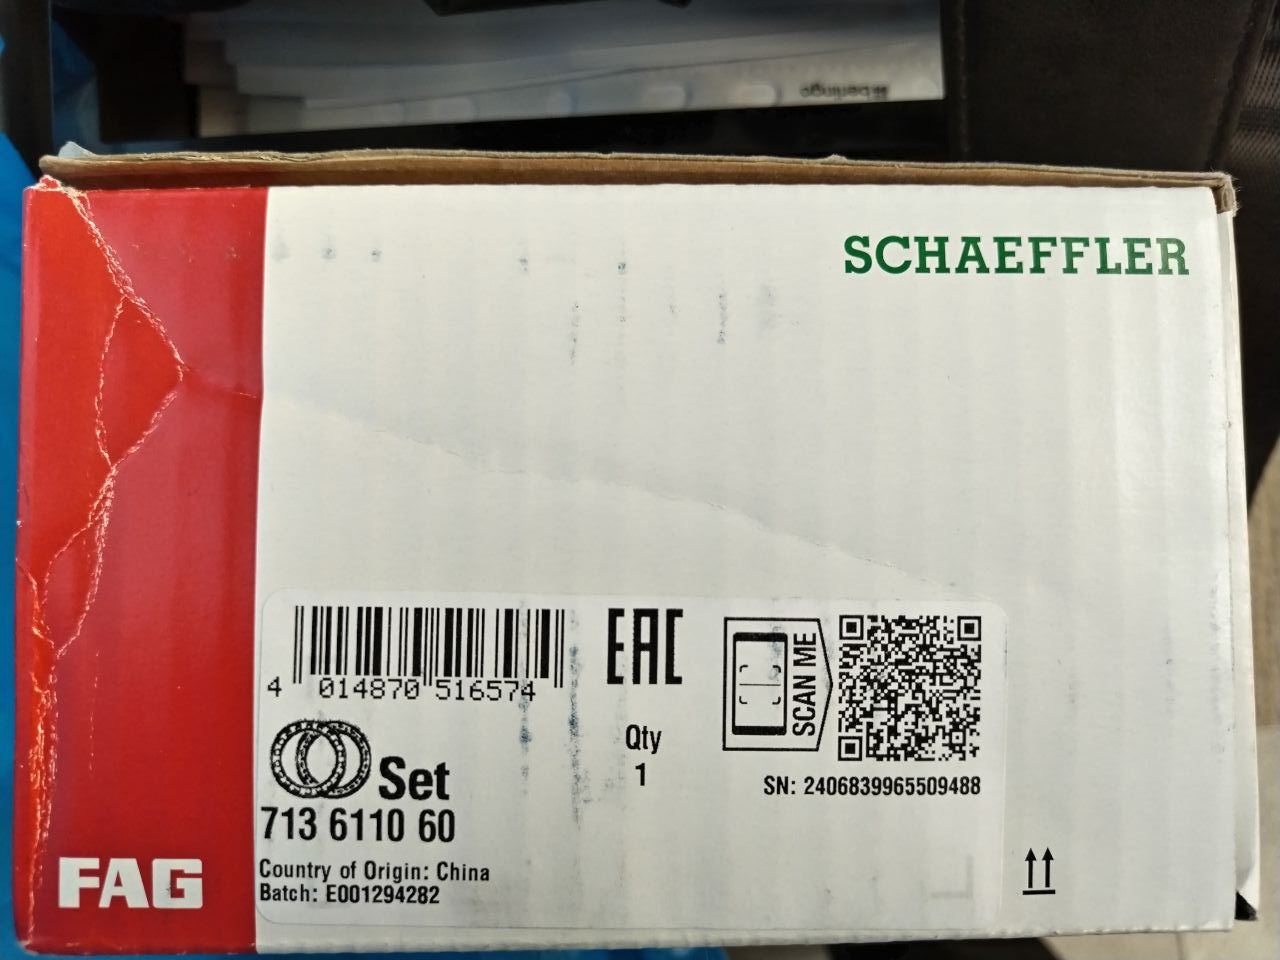 berlingo
SCHAEFFLER
4 014870 516574
EAC
SCAN ME
Qty
1
SN: 2406839965509488
Set
713 6110 60
Country of Origin: China
Batch: E001294282
FAG